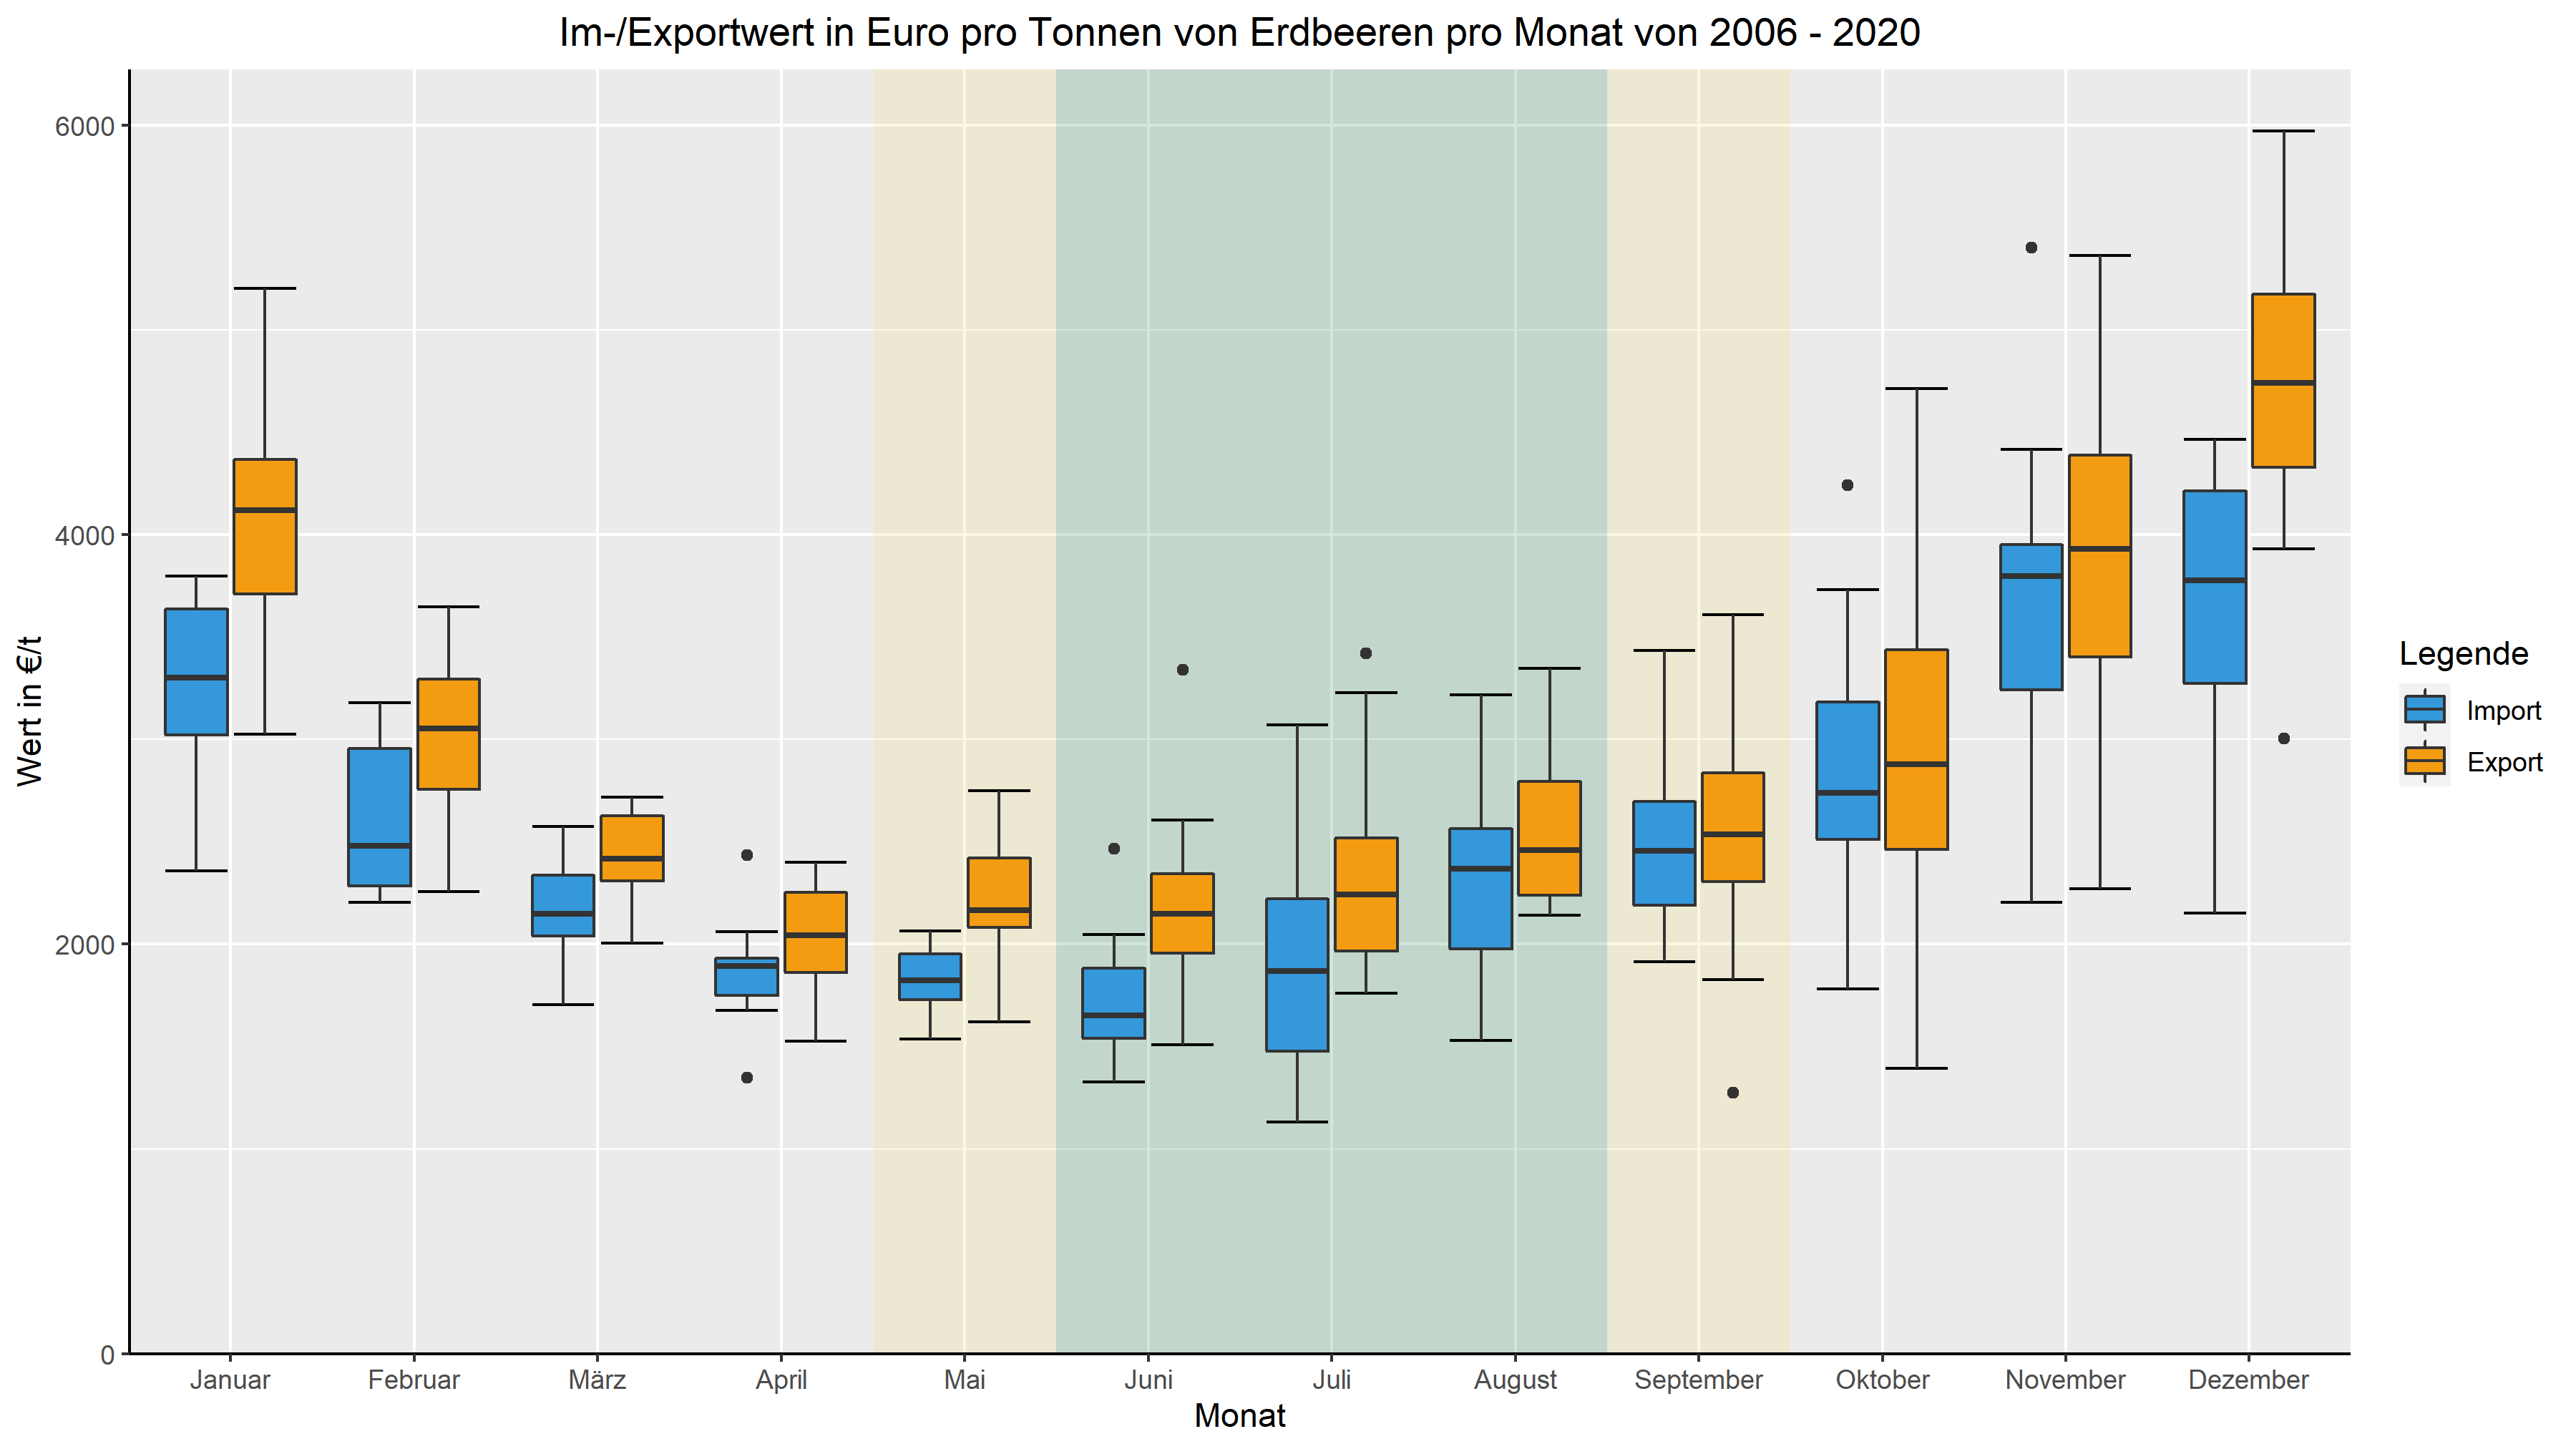 Im-/Exportwert in Euro pro Tonnen von Erdbeeren pro Monat von 2006 - 2020
Wert in €/t
6000
4000
2000
0
Januar Februar März April Mai Juni Juli August September Oktober November Dezember
Monat
Legende
Import
Export